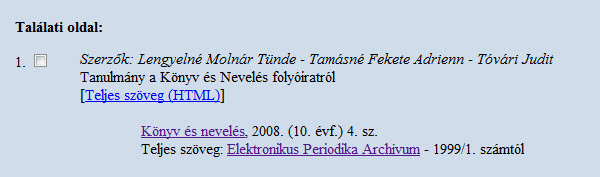 Találati oldal:
1. Szerzők: Lengyelné Molnár Tünde - Tamásné Fekete Adrienn - Tóvári Judit
Tanulmány a Könyv és Nevelés folyóiratról
[Teljes szöveg (HTML)]
Könyv és nevelés, 2008. (10. évf.) 4. sz.
Teljes szöveg: Elektronikus Periodika Archívum - 1999/1. számtól